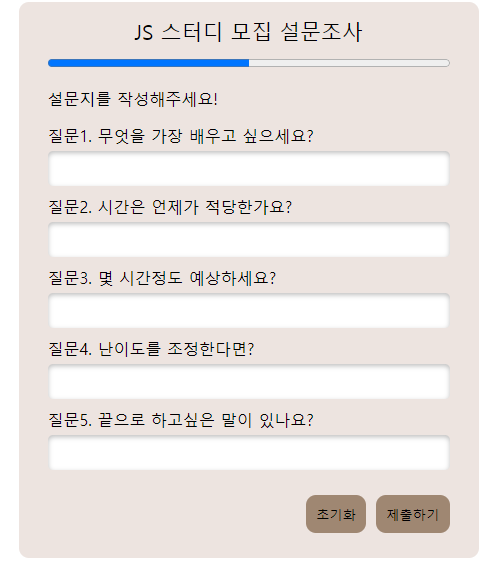 JS 스터디 모집 설문조사
설문지를 작성해주세요!
질문1. 무엇을 가장 배우고 싶으세요?
질문2. 시간은 언제가 적당한가요?
질문3. 몇 시간정도 예상하세요?
질문4. 난이도를 조정한다면?
질문5. 끝으로 하고싶은 말이 있나요?
초기화 제출하기